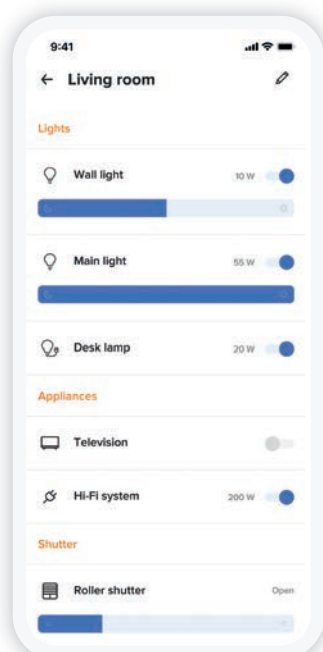 9:41
Living room
Lights
Wall light 10 W
Main light 55 W
Desk lamp 20 W
Appliances
Television
Hi-Fi system 200 W
Shutter
Roller shutter Open